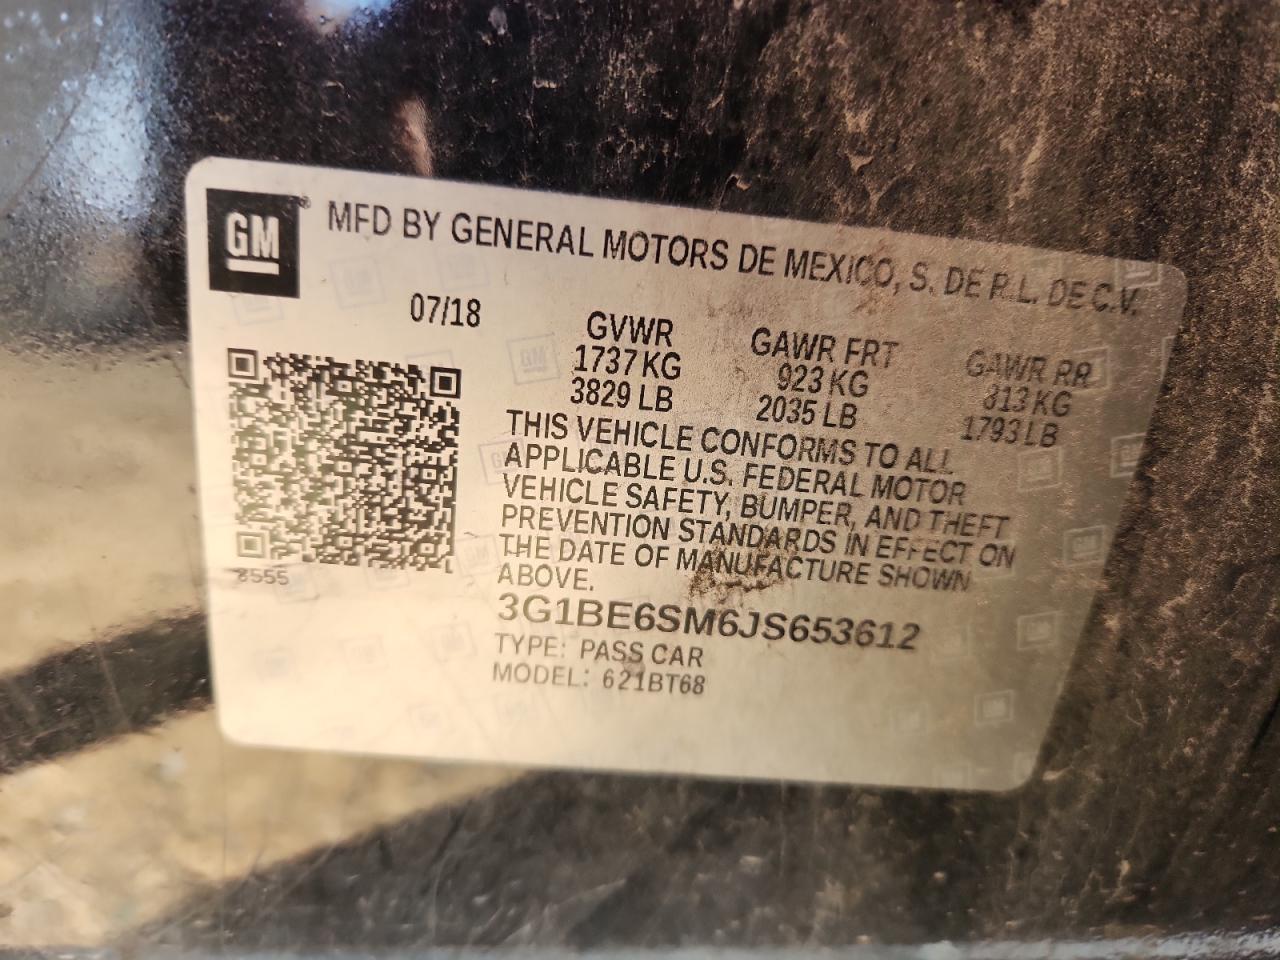 GM ® MFD BY GENERAL MOTORS DE MEXICO, S. DE R.L. DE C.V.
07/18
GVWR GAWR FRT GAWR RR
1737 KG 923 KG 813 KG
3829 LB 2035 LB 1793 LB
THIS VEHICLE CONFORMS TO ALL
APPLICABLE U.S. FEDERAL MOTOR
VEHICLE SAFETY, BUMPER, AND THEFT
PREVENTION STANDARDS IN EFFECT ON
THE DATE OF MANUFACTURE SHOWN
ABOVE.
8555
3G1BE6SM6JS653612
TYPE: PASS CAR
MODEL: 621BT68